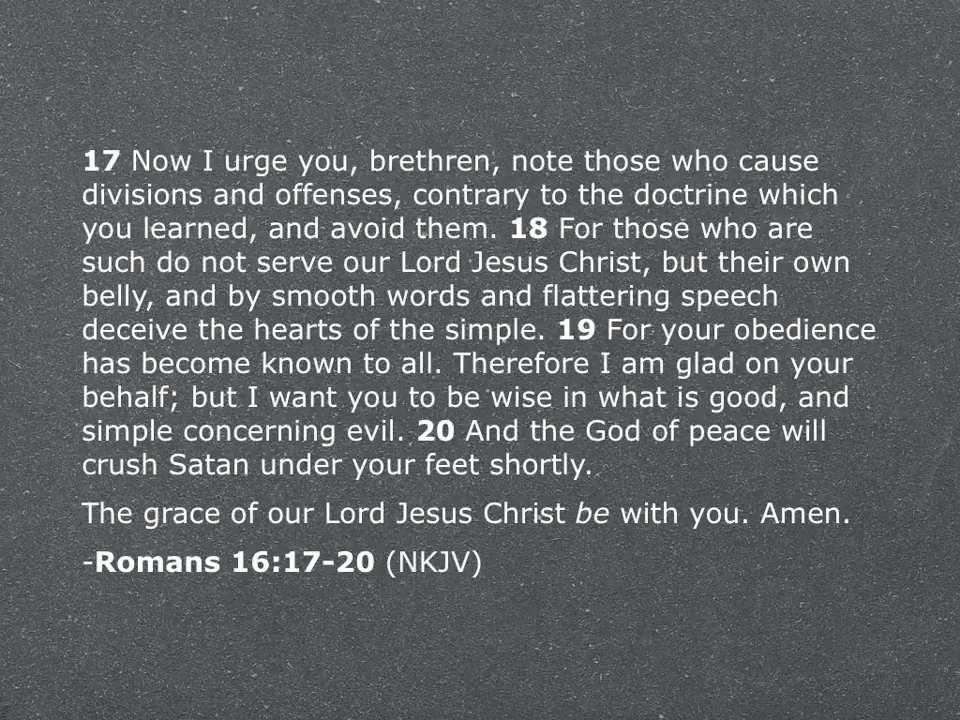 17 Now I urge you, brethren, note those who cause
divisions and offenses, contrary to the doctrine which
you learned, and avoid them. 18 For those who are
such do not serve our Lord Jesus Christ, but their own
belly, and by smooth words and flattering speech
deceive the hearts of the simple. 19 For your obedience
has become known to all. Therefore I am glad on your
behalf; but I want you to be wise in what is good, and
simple concerning evil. 20 And the God of peace will
crush Satan under your feet shortly.
The grace of our Lord Jesus Christ be with you. Amen.
-Romans 16:17-20 (NKJV)